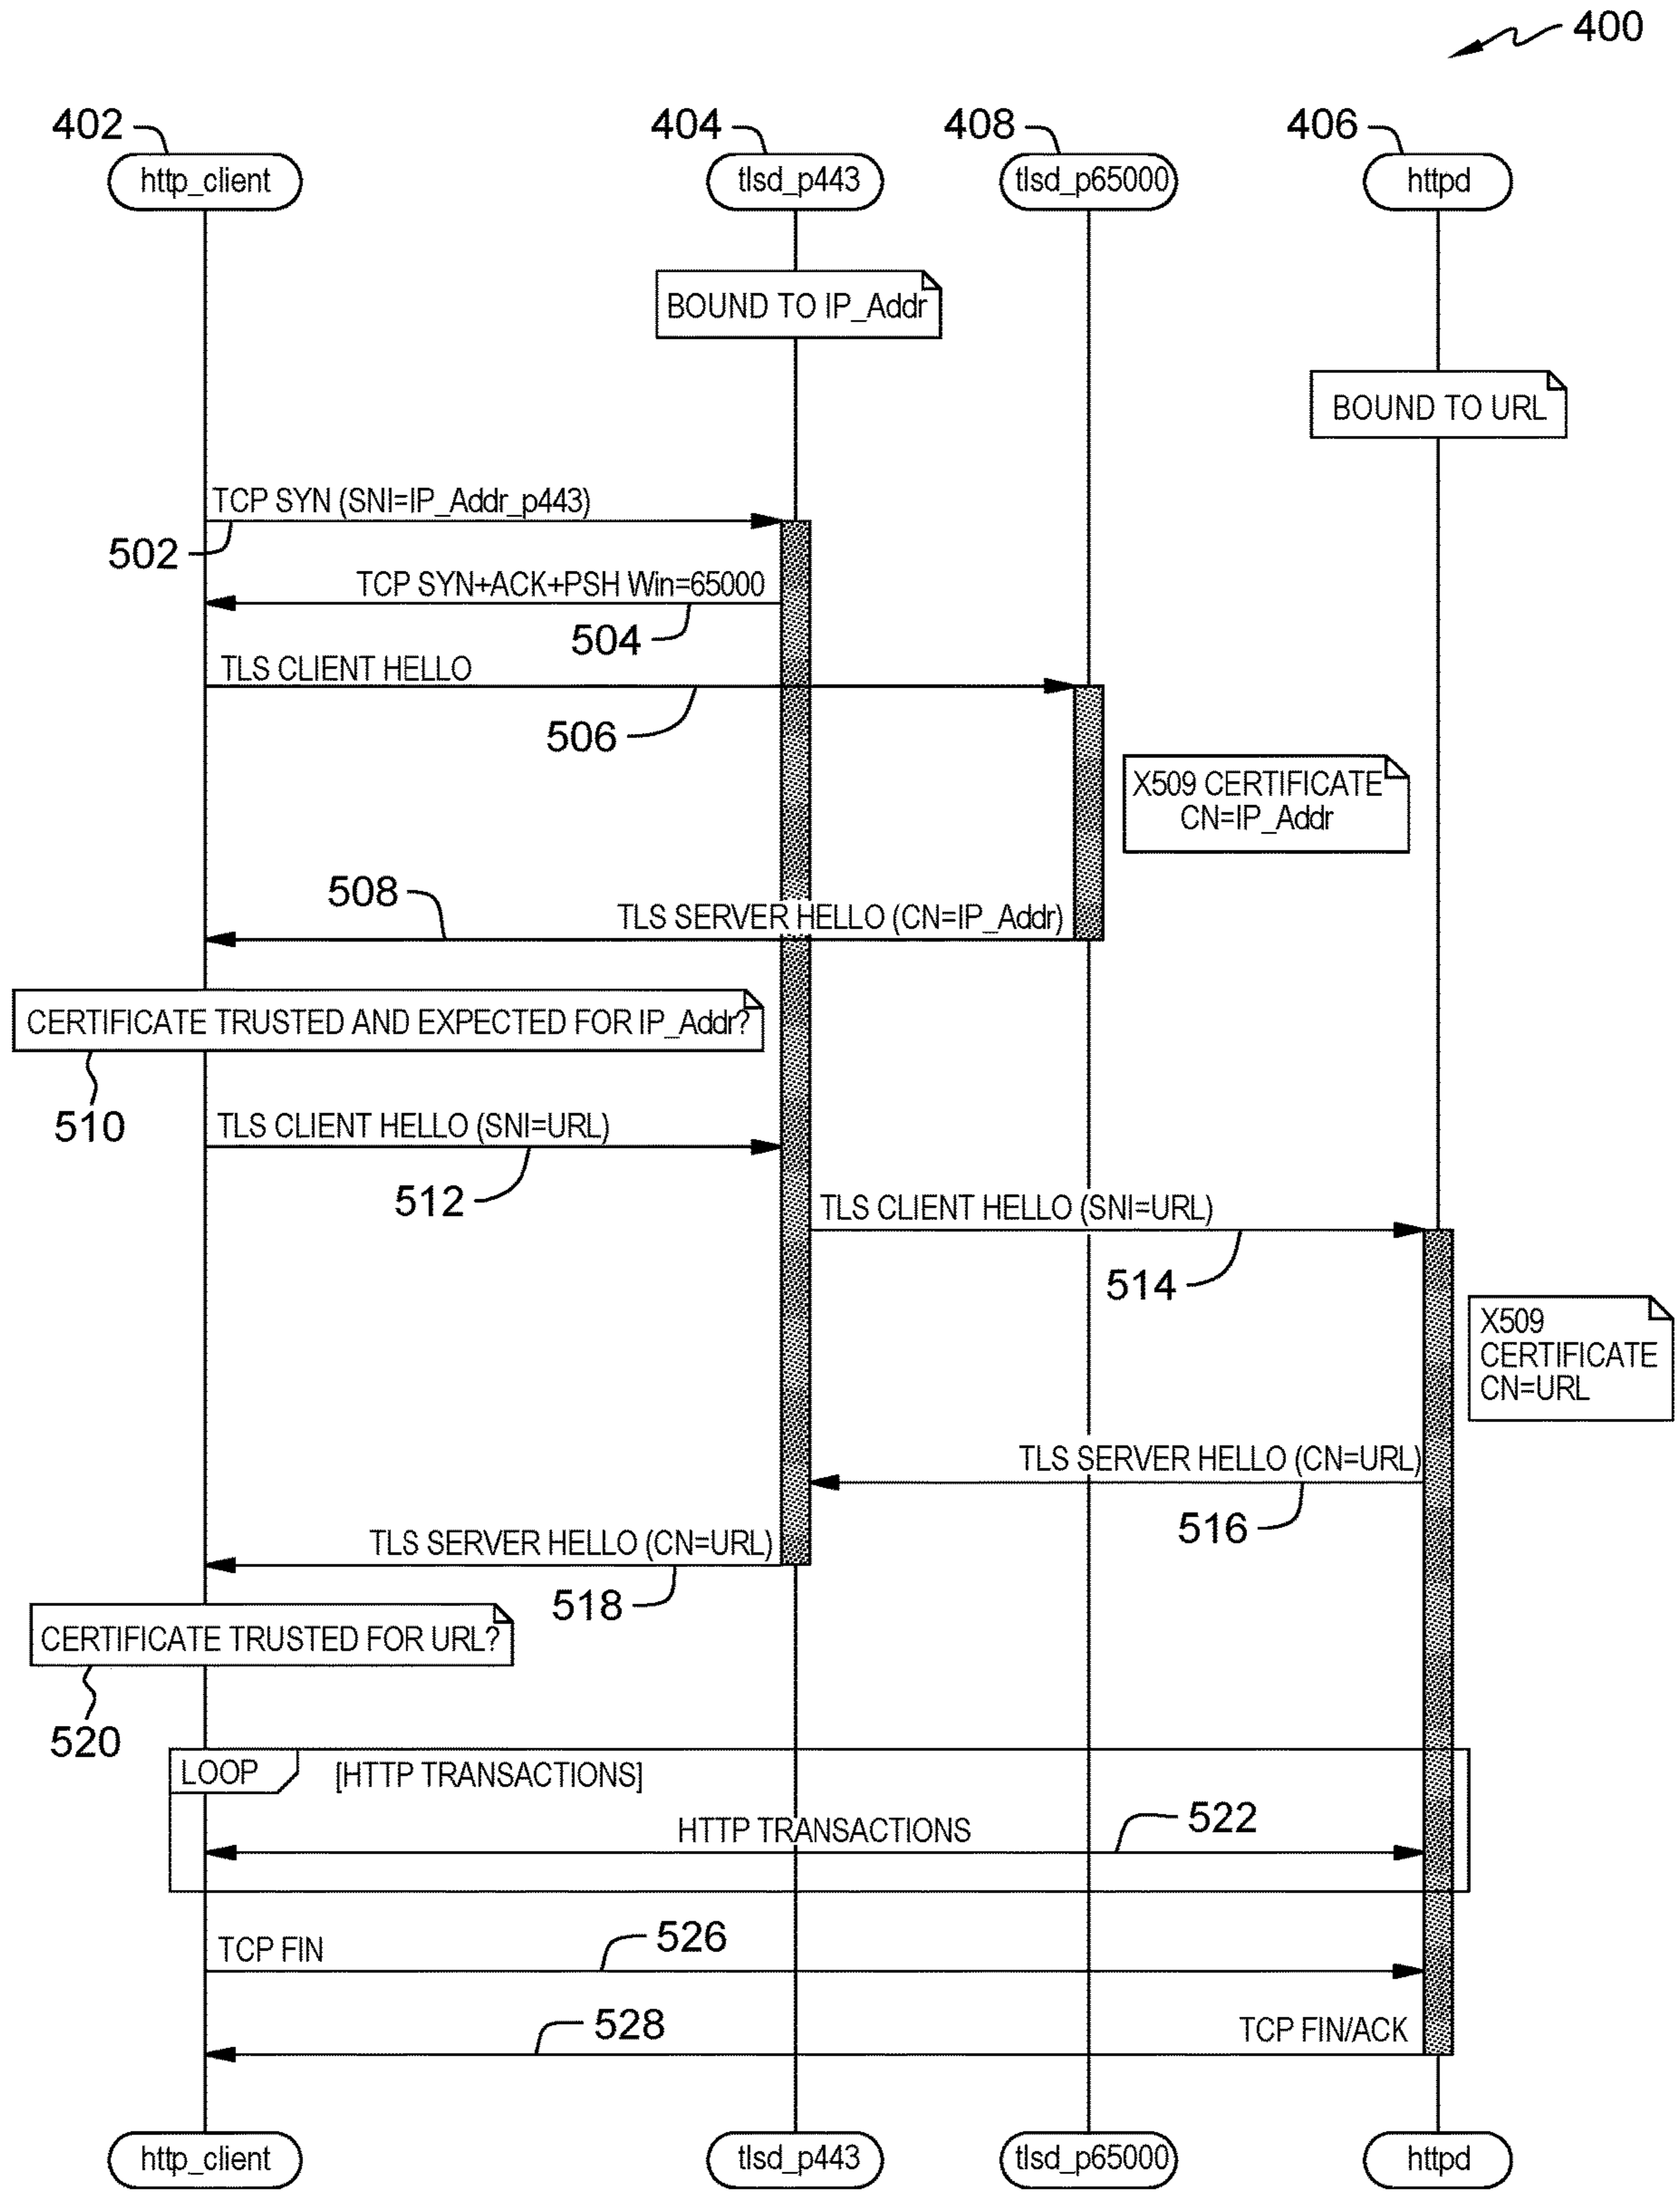 400
402
404
408
406
http_client
tlsd_p443
tlsd_p65000
httpd
BOUND TO IP_Addr
BOUND TO URL
TCP SYN (SNI=IP_Addr_p443)
502
TCP SYN+ACK+PSH Win=65000
504
TLS CLIENT HELLO
506
X509 CERTIFICATE
CN=IP_Addr
508
TLS SERVER HELLO (CN=IP_Addr)
CERTIFICATE TRUSTED AND EXPECTED FOR IP_Addr?
510
TLS CLIENT HELLO (SNI=URL)
512
TLS CLIENT HELLO (SNI=URL)
514
X509
CERTIFICATE
CN=URL
TLS SERVER HELLO (CN=URL)
516
TLS SERVER HELLO (CN=URL)
518
CERTIFICATE TRUSTED FOR URL?
520
LOOP
[HTTP TRANSACTIONS]
HTTP TRANSACTIONS
522
TCP FIN
526
528
TCP FIN/ACK
http_client
tlsd_p443
tlsd_p65000
httpd